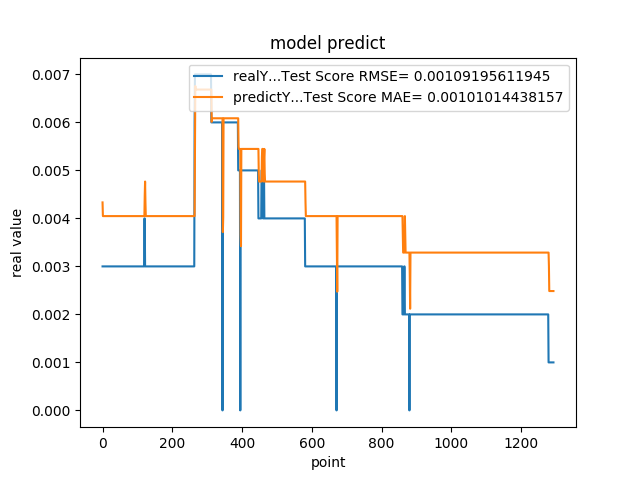 model predict
realY...Test Score RMSE= 0.00109195611945
predictY...Test Score MAE= 0.00101014438157
real value
0.007
0.006
0.005
0.004
0.003
0.002
0.001
0.000
0 200 400 600 800 1000 1200
point